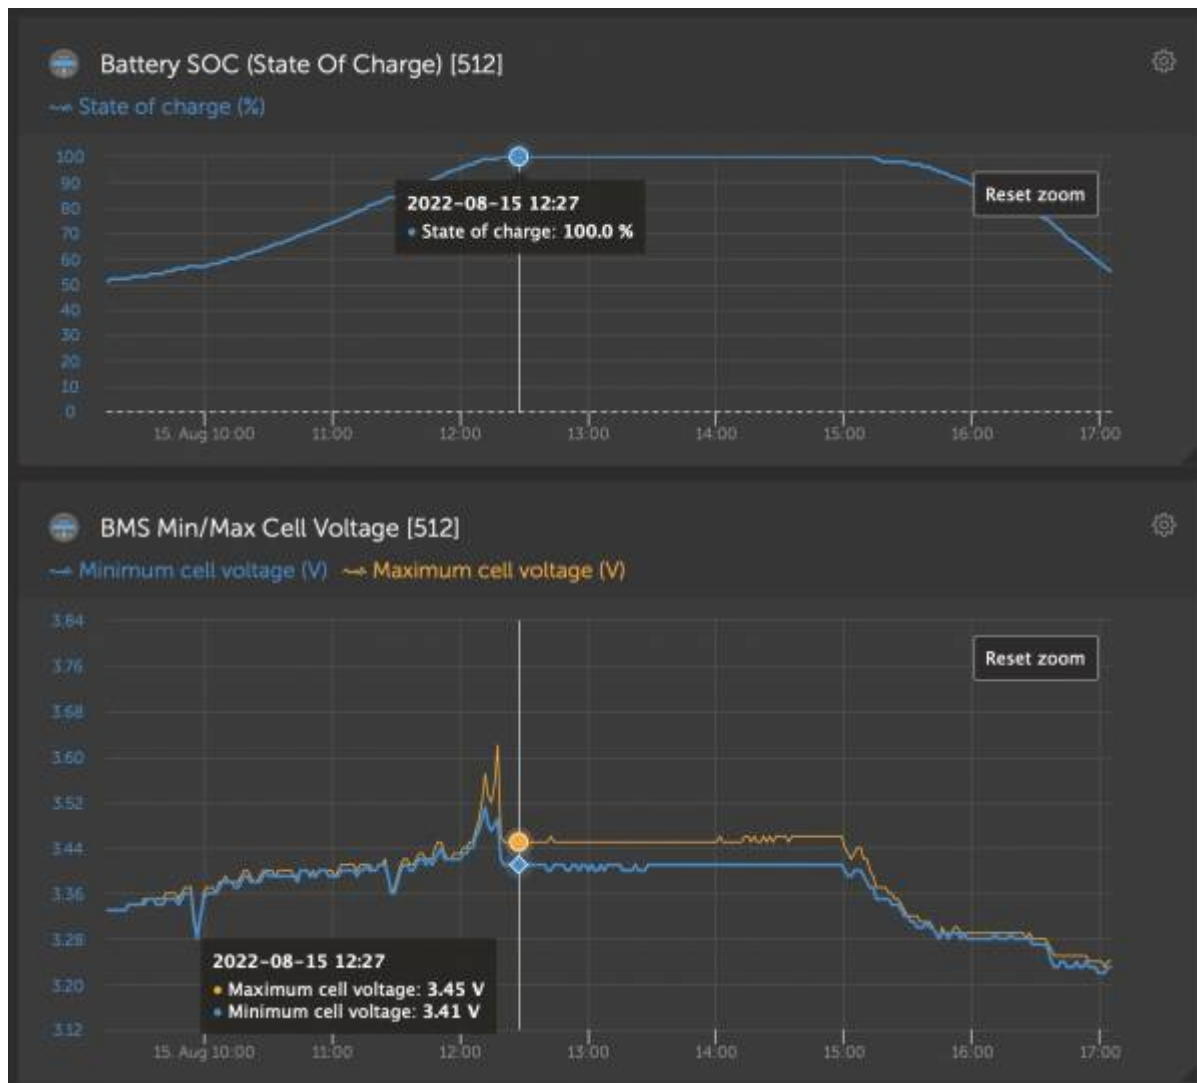 Battery SOC (State Of Charge) [512]
State of charge (%)
100
90
80
70
60
50
40
30
20
10
0
Reset zoom
2022-08-15 12:27
• State of charge: 100.0 %
15. Aug 10:00 11:00 12:00 13:00 14:00 15:00 16:00 17:00
BMS Min/Max Cell Voltage [512]
Minimum cell voltage (V) Maximum cell voltage (V)
3.84
3.76
3.68
3.60
3.52
3.44
3.36
3.28
3.20
3.12
Reset zoom
2022-08-15 12:27
• Maximum cell voltage: 3.45 V
• Minimum cell voltage: 3.41 V
15. Aug 10:00 11:00 12:00 13:00 14:00 15:00 16:00 17:00